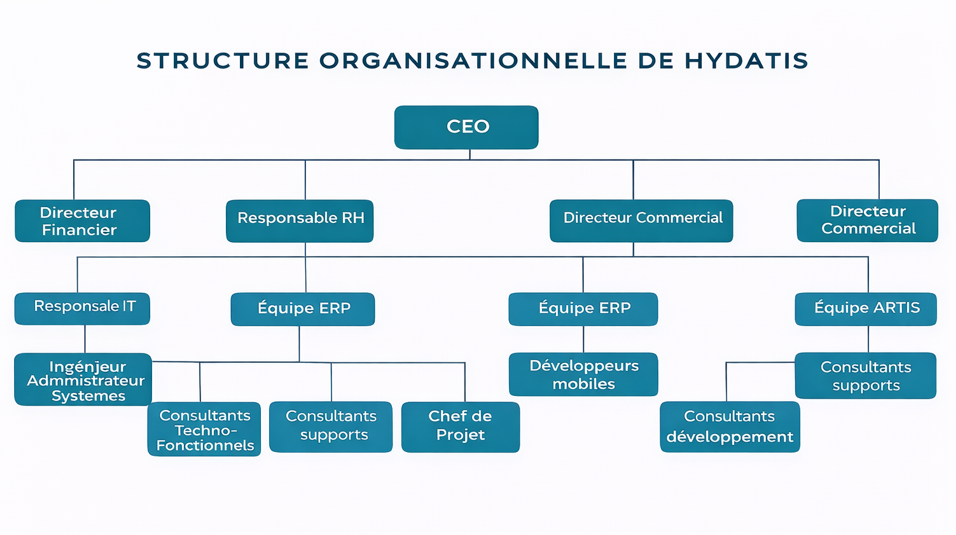 STRUCTURE ORGANISATIONNELLE DE HYDATIS
CEO
Directeur
Financier
Responsable RH
Directeur Commercial
Directeur
Commercial
Responsale IT
Équipe ERP
Équipe ERP
Équipe ARTIS
Ingénjeur
Admmistrateur
Systemes
Développeurs
mobiles
Consultants
supports
Consultants
Techno-
Fonctionnels
Consultants
supports
Chef de
Projet
Consultants
développement